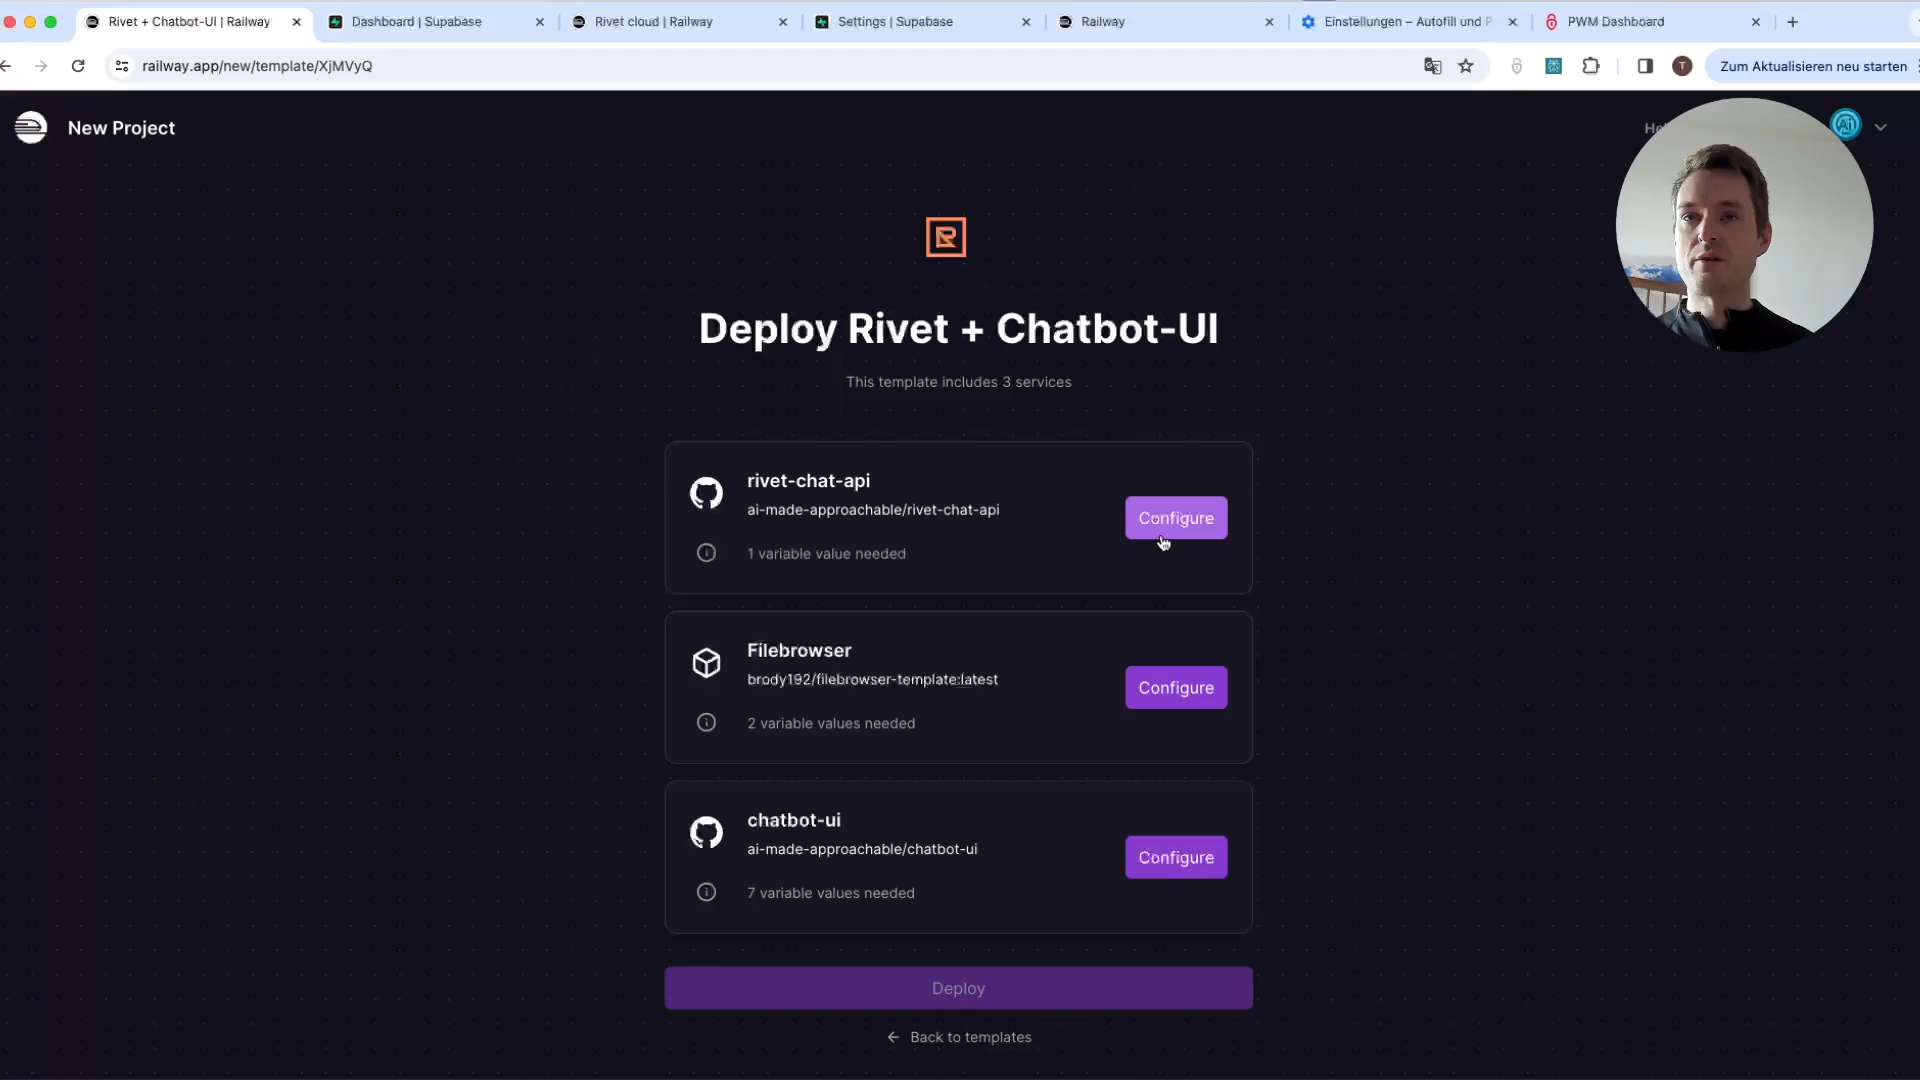 Rivet + Chatbot-UI | Railway
Dashboard | Supabase
Rivet cloud | Railway
Settings | Supabase
Railway
Einstellungen – Autofill und P
PWM Dashboard
railway.app/new/template/XjMVyQ
T
Zum Aktualisieren neu starten
New Project
He
Deploy Rivet + Chatbot-UI
This template includes 3 services
rivet-chat-api
ai-made-approachable/rivet-chat-api
Configure
1 variable value needed
Filebrowser
brody192/filebrowser-template:latest
Configure
2 variable values needed
chatbot-ui
ai-made-approachable/chatbot-ui
Configure
7 variable values needed
Deploy
← Back to templates